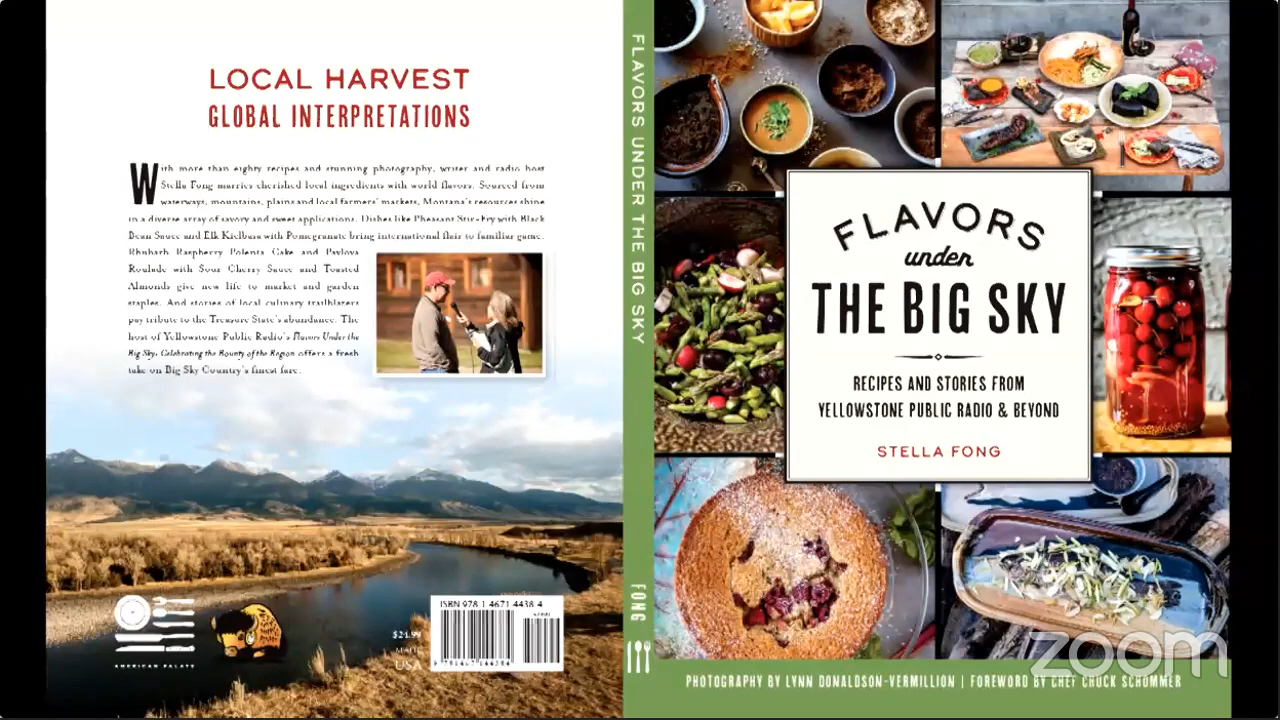 LOCAL HARVEST
GLOBAL INTERPRETATIONS
With more than eighty recipes and stunning photography, writer and radio host
Stella Fong marries cherished local ingredients with world flavors. Sourced from
waterways, mountains, plains and local farmers' markets, Montana's resources shine
in a diverse array of savory and sweet applications. Dishes like Pheasant Stir-Fry with Black
Bean Sauce and Elk Kielbasa with Pomegranate bring international flair to familiar game.
Rhubarb Raspberry Polenta Cake and Pavlova
Roulade with Sour Cherry Sauce and Toasted
Almonds give new life to market and garden
staples. And stories of local culinary trailblazers
pay tribute to the Treasure State's abundance. The
host of Yellowstone Public Radio's Flavors Under the
Big Sky: Celebrating the Bounty of the Region offers a fresh
take on Big Sky Country's finest fare.
AMERICAN PALATE
$24.99
MADE
USA
ISBN 978-1-4671-4438-4
FLAVORS UNDER THE BIG SKY
FONG
FLAVORS
under
THE BIG SKY
RECIPES AND STORIES FROM
YELLOWSTONE PUBLIC RADIO & BEYOND
STELLA FONG
PHOTOGRAPHY BY LYNN DONALDSON-VERMILLION | FOREWORD BY CHEF CHUCK SCHOMMER
zoom